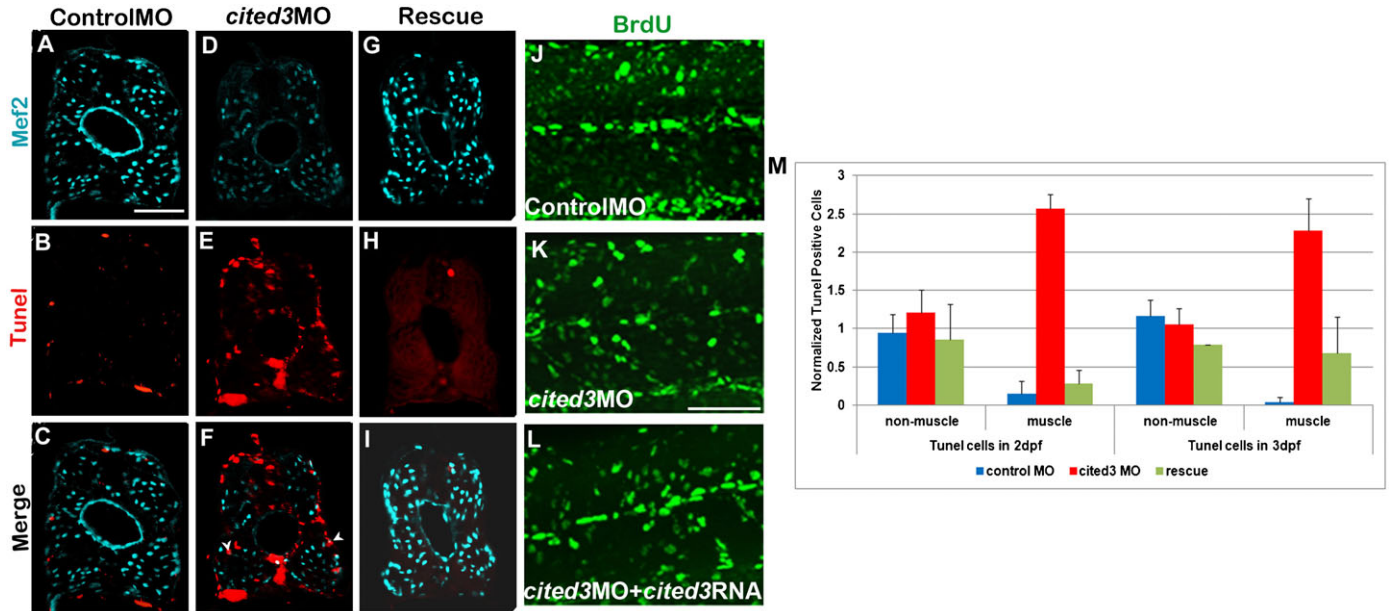 ControlMO cited3MO Rescue BrdU
A D G J
Mef2
ControlMO
B E H K
Tunel
cited3MO
C F I L
Merge
cited3MO+cited3RNA
M
Normalized Tunel Positive Cells
3
2.5
2
1.5
1
0.5
0
non-muscle muscle non-muscle muscle
Tunel cells in 2dpf Tunel cells in 3dpf
control MO cited3 MO rescue